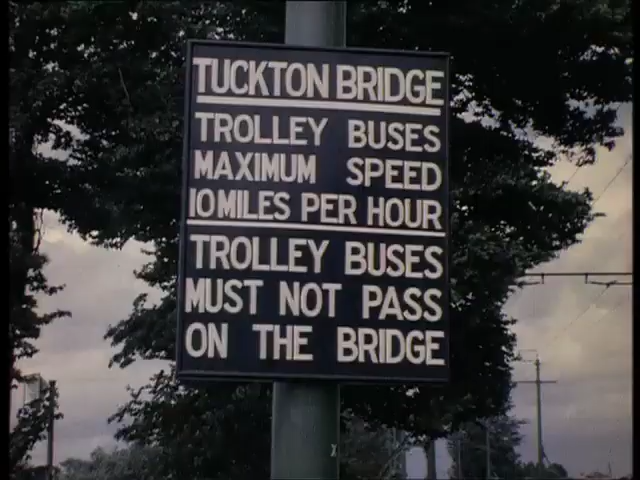 TUCKTON BRIDGE
TROLLEY BUSES
MAXIMUM SPEED
10 MILES PER HOUR
TROLLEY BUSES
MUST NOT PASS
ON THE BRIDGE